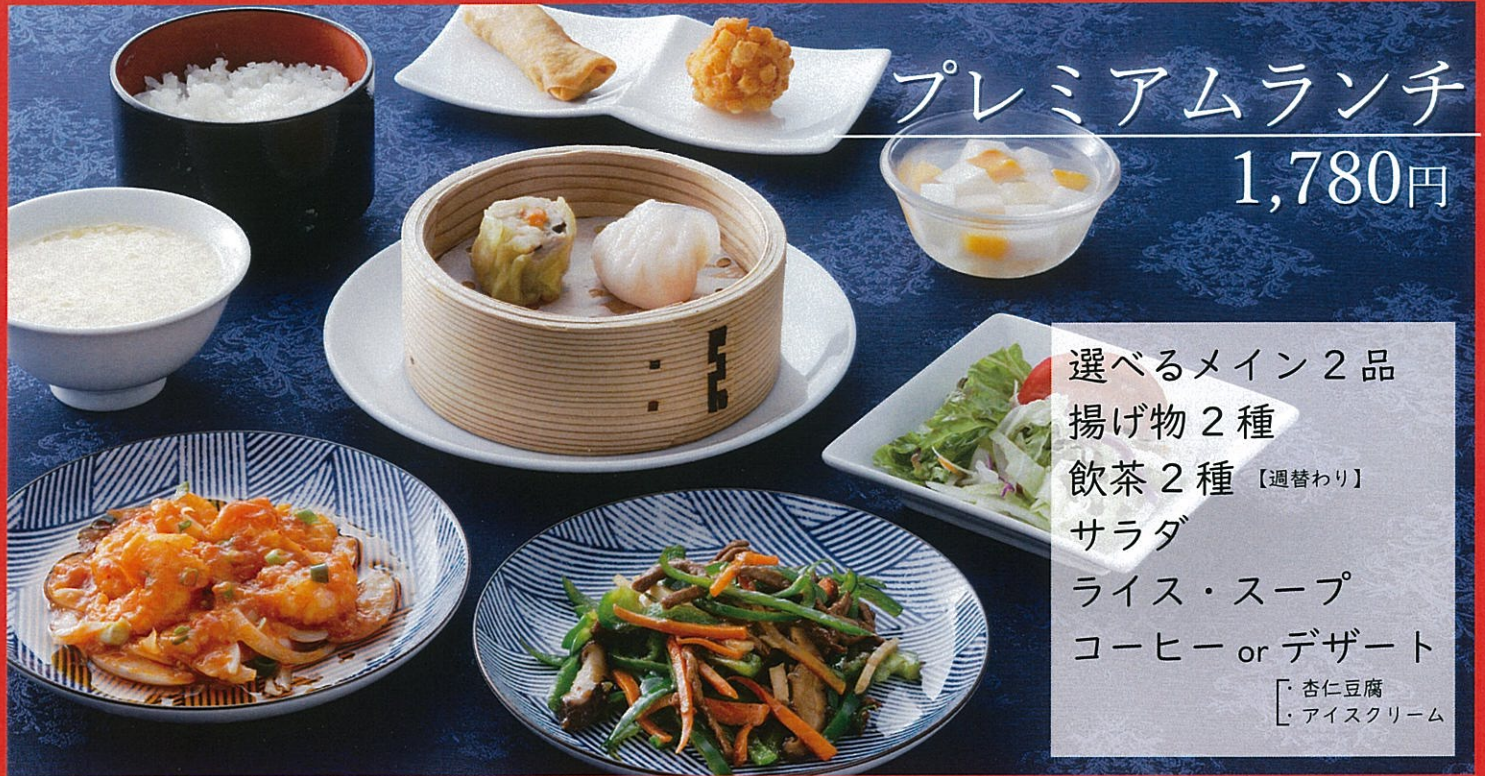 プレミアムランチ
1,780円
選べるメイン2品
揚げ物2種
飲茶2種【週替わり】
サラダ
ライス・スープ
コーヒー or デザート
・杏仁豆腐
・アイスクリーム